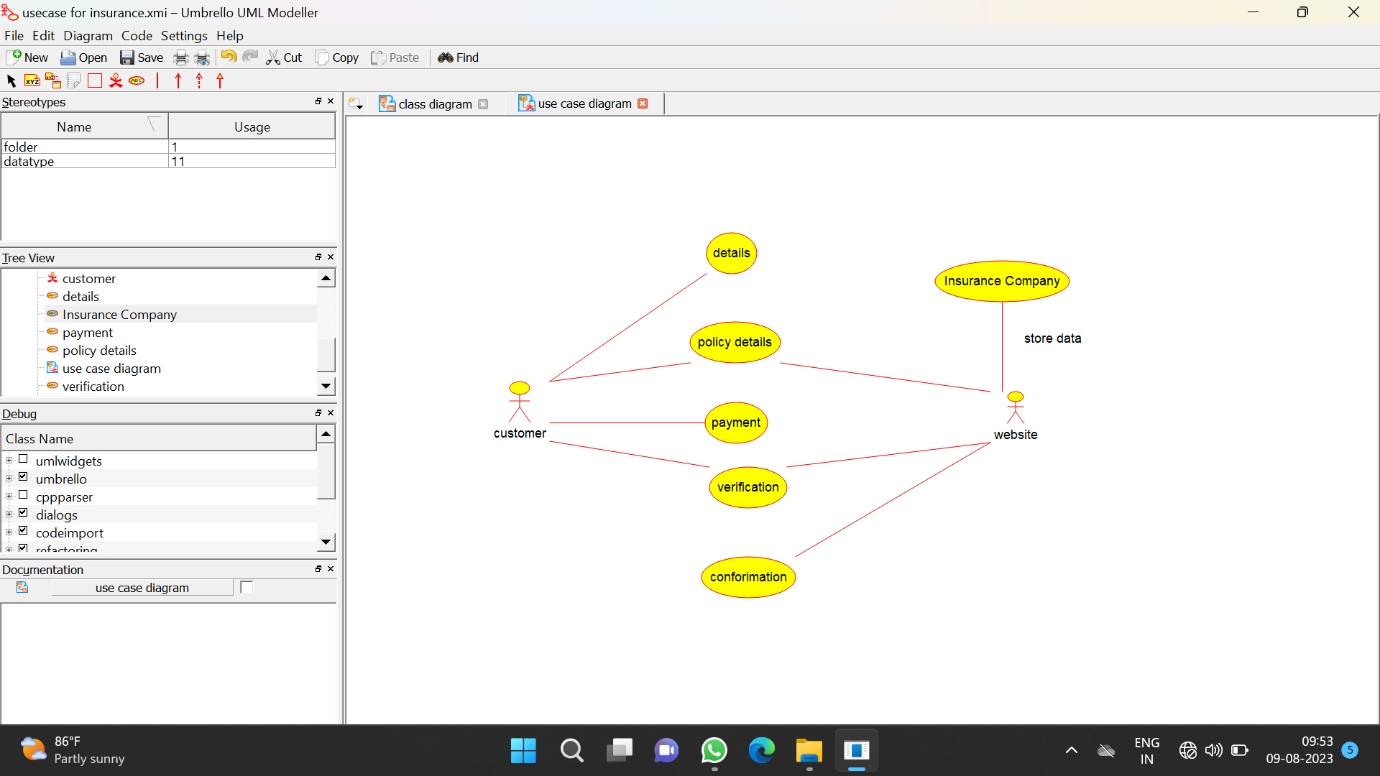 usecase for insurance.xmi – Umbrello UML Modeller
File Edit Diagram Code Settings Help
New Open Save Cut Copy Paste Find
XYZ ABC
Stereotypes
class diagram use case diagram
Name Usage
folder 1
datatype 11
Tree View
customer
details
Insurance Company
payment
policy details
use case diagram
verification
Debug
Class Name
umlwidgets
umbrello
cppparser
dialogs
codeimport
refactoring
Documentation
use case diagram
details
Insurance Company
policy details
store data
customer
payment
website
verification
conforimation
86°F
Partly sunny
ENG
IN
09:53
09-08-2023
5